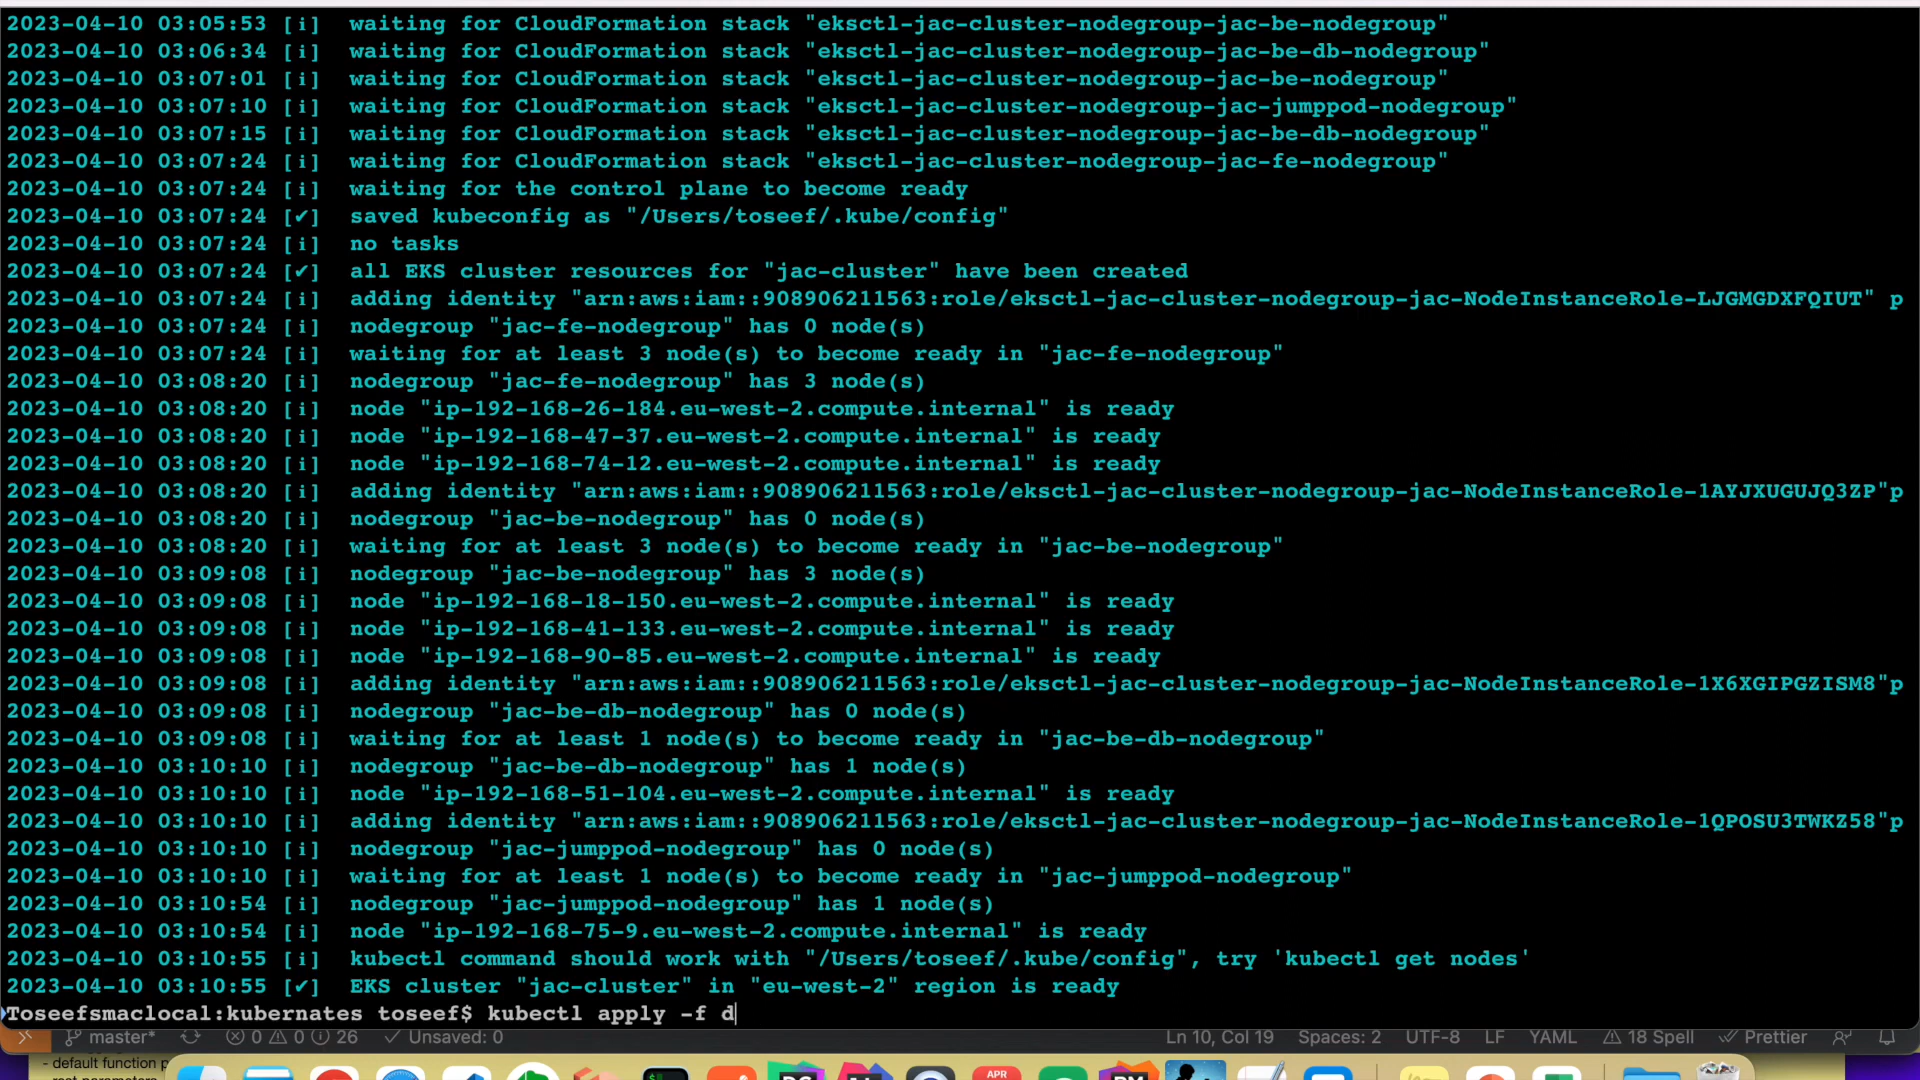 2023-04-10 03:05:53 [i]  waiting for CloudFormation stack "eksctl-jac-cluster-nodegroup-jac-be-nodegroup"
2023-04-10 03:06:34 [i]  waiting for CloudFormation stack "eksctl-jac-cluster-nodegroup-jac-be-db-nodegroup"
2023-04-10 03:07:01 [i]  waiting for CloudFormation stack "eksctl-jac-cluster-nodegroup-jac-be-nodegroup"
2023-04-10 03:07:10 [i]  waiting for CloudFormation stack "eksctl-jac-cluster-nodegroup-jac-jumppod-nodegroup"
2023-04-10 03:07:15 [i]  waiting for CloudFormation stack "eksctl-jac-cluster-nodegroup-jac-be-db-nodegroup"
2023-04-10 03:07:24 [i]  waiting for CloudFormation stack "eksctl-jac-cluster-nodegroup-jac-fe-nodegroup"
2023-04-10 03:07:24 [i]  waiting for the control plane to become ready
2023-04-10 03:07:24 [✔]  saved kubeconfig as "/Users/toseef/.kube/config"
2023-04-10 03:07:24 [i]  no tasks
2023-04-10 03:07:24 [✔]  all EKS cluster resources for "jac-cluster" have been created
2023-04-10 03:07:24 [i]  adding identity "arn:aws:iam::908906211563:role/eksctl-jac-cluster-nodegroup-jac-NodeInstanceRole-LJGMGDXFQIUT" p
2023-04-10 03:07:24 [i]  nodegroup "jac-fe-nodegroup" has 0 node(s)
2023-04-10 03:07:24 [i]  waiting for at least 3 node(s) to become ready in "jac-fe-nodegroup"
2023-04-10 03:08:20 [i]  nodegroup "jac-fe-nodegroup" has 3 node(s)
2023-04-10 03:08:20 [i]  node "ip-192-168-26-184.eu-west-2.compute.internal" is ready
2023-04-10 03:08:20 [i]  node "ip-192-168-47-37.eu-west-2.compute.internal" is ready
2023-04-10 03:08:20 [i]  node "ip-192-168-74-12.eu-west-2.compute.internal" is ready
2023-04-10 03:08:20 [i]  adding identity "arn:aws:iam::908906211563:role/eksctl-jac-cluster-nodegroup-jac-NodeInstanceRole-1AYJXUGUJQ3ZP"p
2023-04-10 03:08:20 [i]  nodegroup "jac-be-nodegroup" has 0 node(s)
2023-04-10 03:08:20 [i]  waiting for at least 3 node(s) to become ready in "jac-be-nodegroup"
2023-04-10 03:09:08 [i]  nodegroup "jac-be-nodegroup" has 3 node(s)
2023-04-10 03:09:08 [i]  node "ip-192-168-18-150.eu-west-2.compute.internal" is ready
2023-04-10 03:09:08 [i]  node "ip-192-168-41-133.eu-west-2.compute.internal" is ready
2023-04-10 03:09:08 [i]  node "ip-192-168-90-85.eu-west-2.compute.internal" is ready
2023-04-10 03:09:08 [i]  adding identity "arn:aws:iam::908906211563:role/eksctl-jac-cluster-nodegroup-jac-NodeInstanceRole-1X6XGIPGZISM8"p
2023-04-10 03:09:08 [i]  nodegroup "jac-be-db-nodegroup" has 0 node(s)
2023-04-10 03:09:08 [i]  waiting for at least 1 node(s) to become ready in "jac-be-db-nodegroup"
2023-04-10 03:10:10 [i]  nodegroup "jac-be-db-nodegroup" has 1 node(s)
2023-04-10 03:10:10 [i]  node "ip-192-168-51-104.eu-west-2.compute.internal" is ready
2023-04-10 03:10:10 [i]  adding identity "arn:aws:iam::908906211563:role/eksctl-jac-cluster-nodegroup-jac-NodeInstanceRole-1QPOSU3TWKZ58"p
2023-04-10 03:10:10 [i]  nodegroup "jac-jumppod-nodegroup" has 0 node(s)
2023-04-10 03:10:10 [i]  waiting for at least 1 node(s) to become ready in "jac-jumppod-nodegroup"
2023-04-10 03:10:54 [i]  nodegroup "jac-jumppod-nodegroup" has 1 node(s)
2023-04-10 03:10:54 [i]  node "ip-192-168-75-9.eu-west-2.compute.internal" is ready
2023-04-10 03:10:55 [i]  kubectl command should work with "/Users/toseef/.kube/config", try 'kubectl get nodes'
2023-04-10 03:10:55 [✔]  EKS cluster "jac-cluster" in "eu-west-2" region is ready
Toseefsmaclocal:kubernates toseef$ kubectl apply -f d
master* 0 0 26 Unsaved: 0 Ln 10, Col 19 Spaces: 2 UTF-8 LF YAML 18 Spell Prettier
- default function p
APR